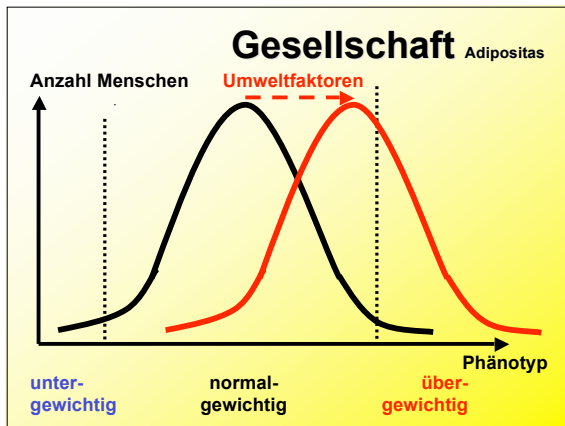 Gesellschaft Adipositas
Anzahl Menschen Umweltfaktoren
Phänotyp
unter- normal- über-
gewichtig gewichtig gewichtig